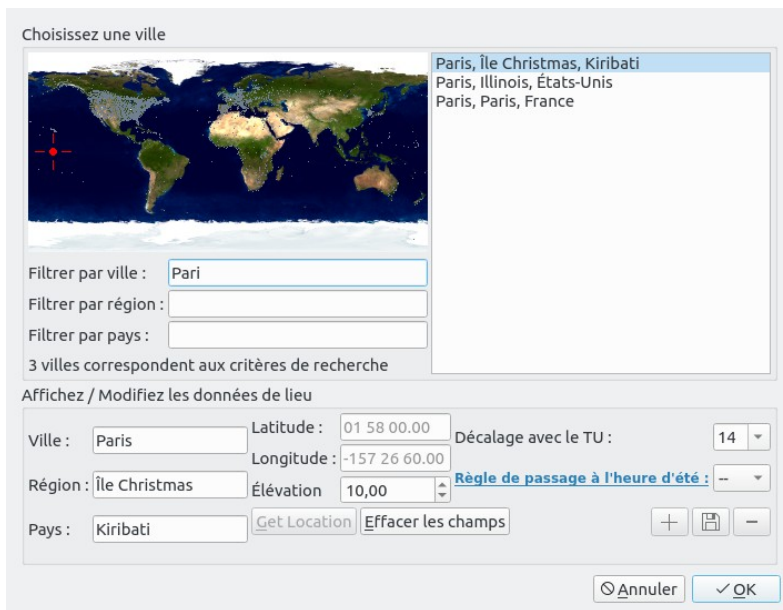 Choisissez une ville
Paris, Île Christmas, Kiribati
Paris, Illinois, États-Unis
Paris, Paris, France
Filtrer par ville : Pari
Filtrer par région :
Filtrer par pays :
3 villes correspondent aux critères de recherche
Affichez / Modifiez les données de lieu
Ville : Paris
Latitude : 01 58 00.00
Décalage avec le TU : 14
Longitude : -157 26 60.00
Région : Île Christmas
Élévation 10,00
Règle de passage à l'heure d'été : --
Pays : Kiribati
Get Location
Effacer les champs
Annuler
OK